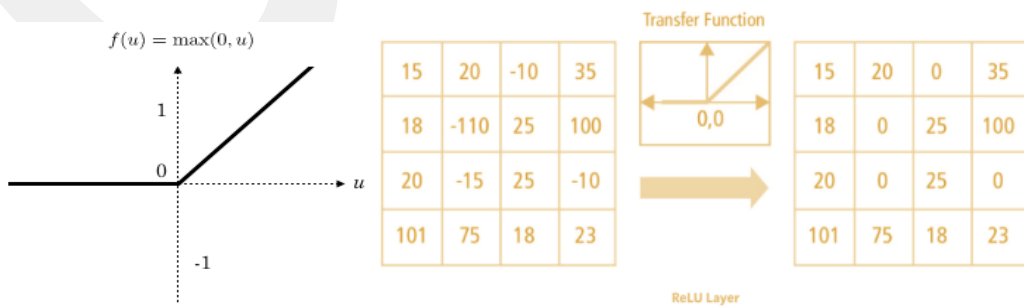 f(u) = max(0, u)
1
0
u
-1
15 20 -10 35
18 -110 25 100
20 -15 25 -10
101 75 18 23
Transfer Function
0,0
15 20 0 35
18 0 25 100
20 0 25 0
101 75 18 23
ReLU Layer